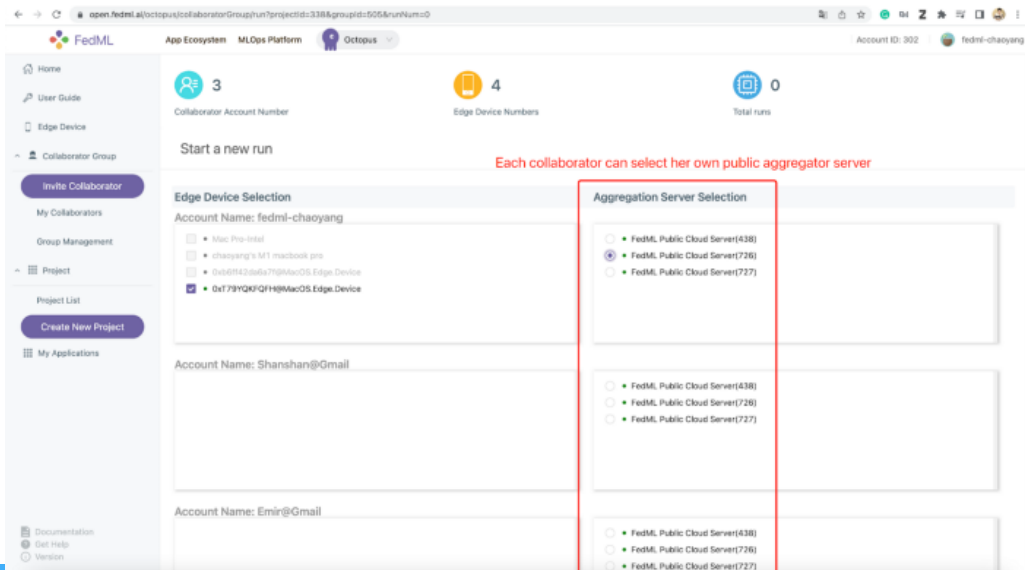 open.fedml.ai/octopus/collaboratorGroup/run?projectId=338&groupId=505&runNum=0
FedML
App Ecosystem MLOps Platform Octopus
Account ID: 302 fedml-chaoyang
Home
User Guide
Edge Device
Collaborator Group
Invite Collaborator
My Collaborators
Group Management
Project
Project List
Create New Project
My Applications
Documentation
Get Help
Version
3
Collaborator Account Number
4
Edge Device Numbers
0
Total runs
Start a new run
Each collaborator can select her own public aggregator server
Edge Device Selection
Aggregation Server Selection
Account Name: fedml-chaoyang
Mac Pro-Intel
chaoyang's M1 macbook pro
0xT79YQKFQFH@MacOS.Edge.Device
FedML Public Cloud Server(438)
FedML Public Cloud Server(726)
FedML Public Cloud Server(727)
Account Name: Shanshan@Gmail
FedML Public Cloud Server(438)
FedML Public Cloud Server(726)
FedML Public Cloud Server(727)
Account Name: Emir@Gmail
FedML Public Cloud Server(438)
FedML Public Cloud Server(726)
FedML Public Cloud Server(727)